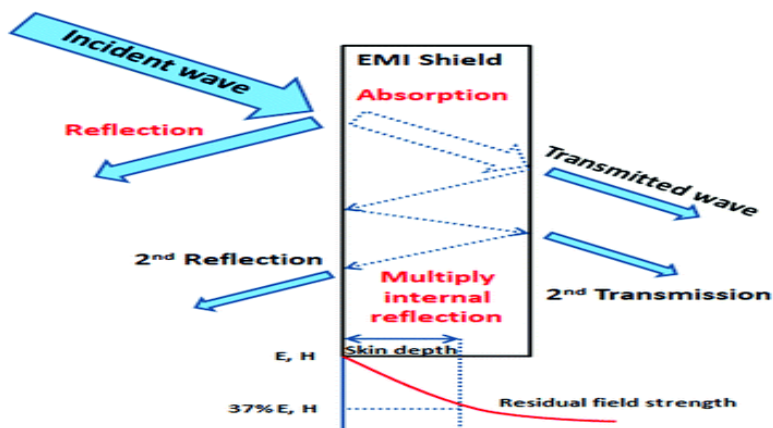 Incident wave
EMI Shield
Absorption
Reflection
Transmitted wave
2nd Reflection
Multiply
internal
reflection
2nd Transmission
Skin depth
E, H
37% E, H
Residual field strength